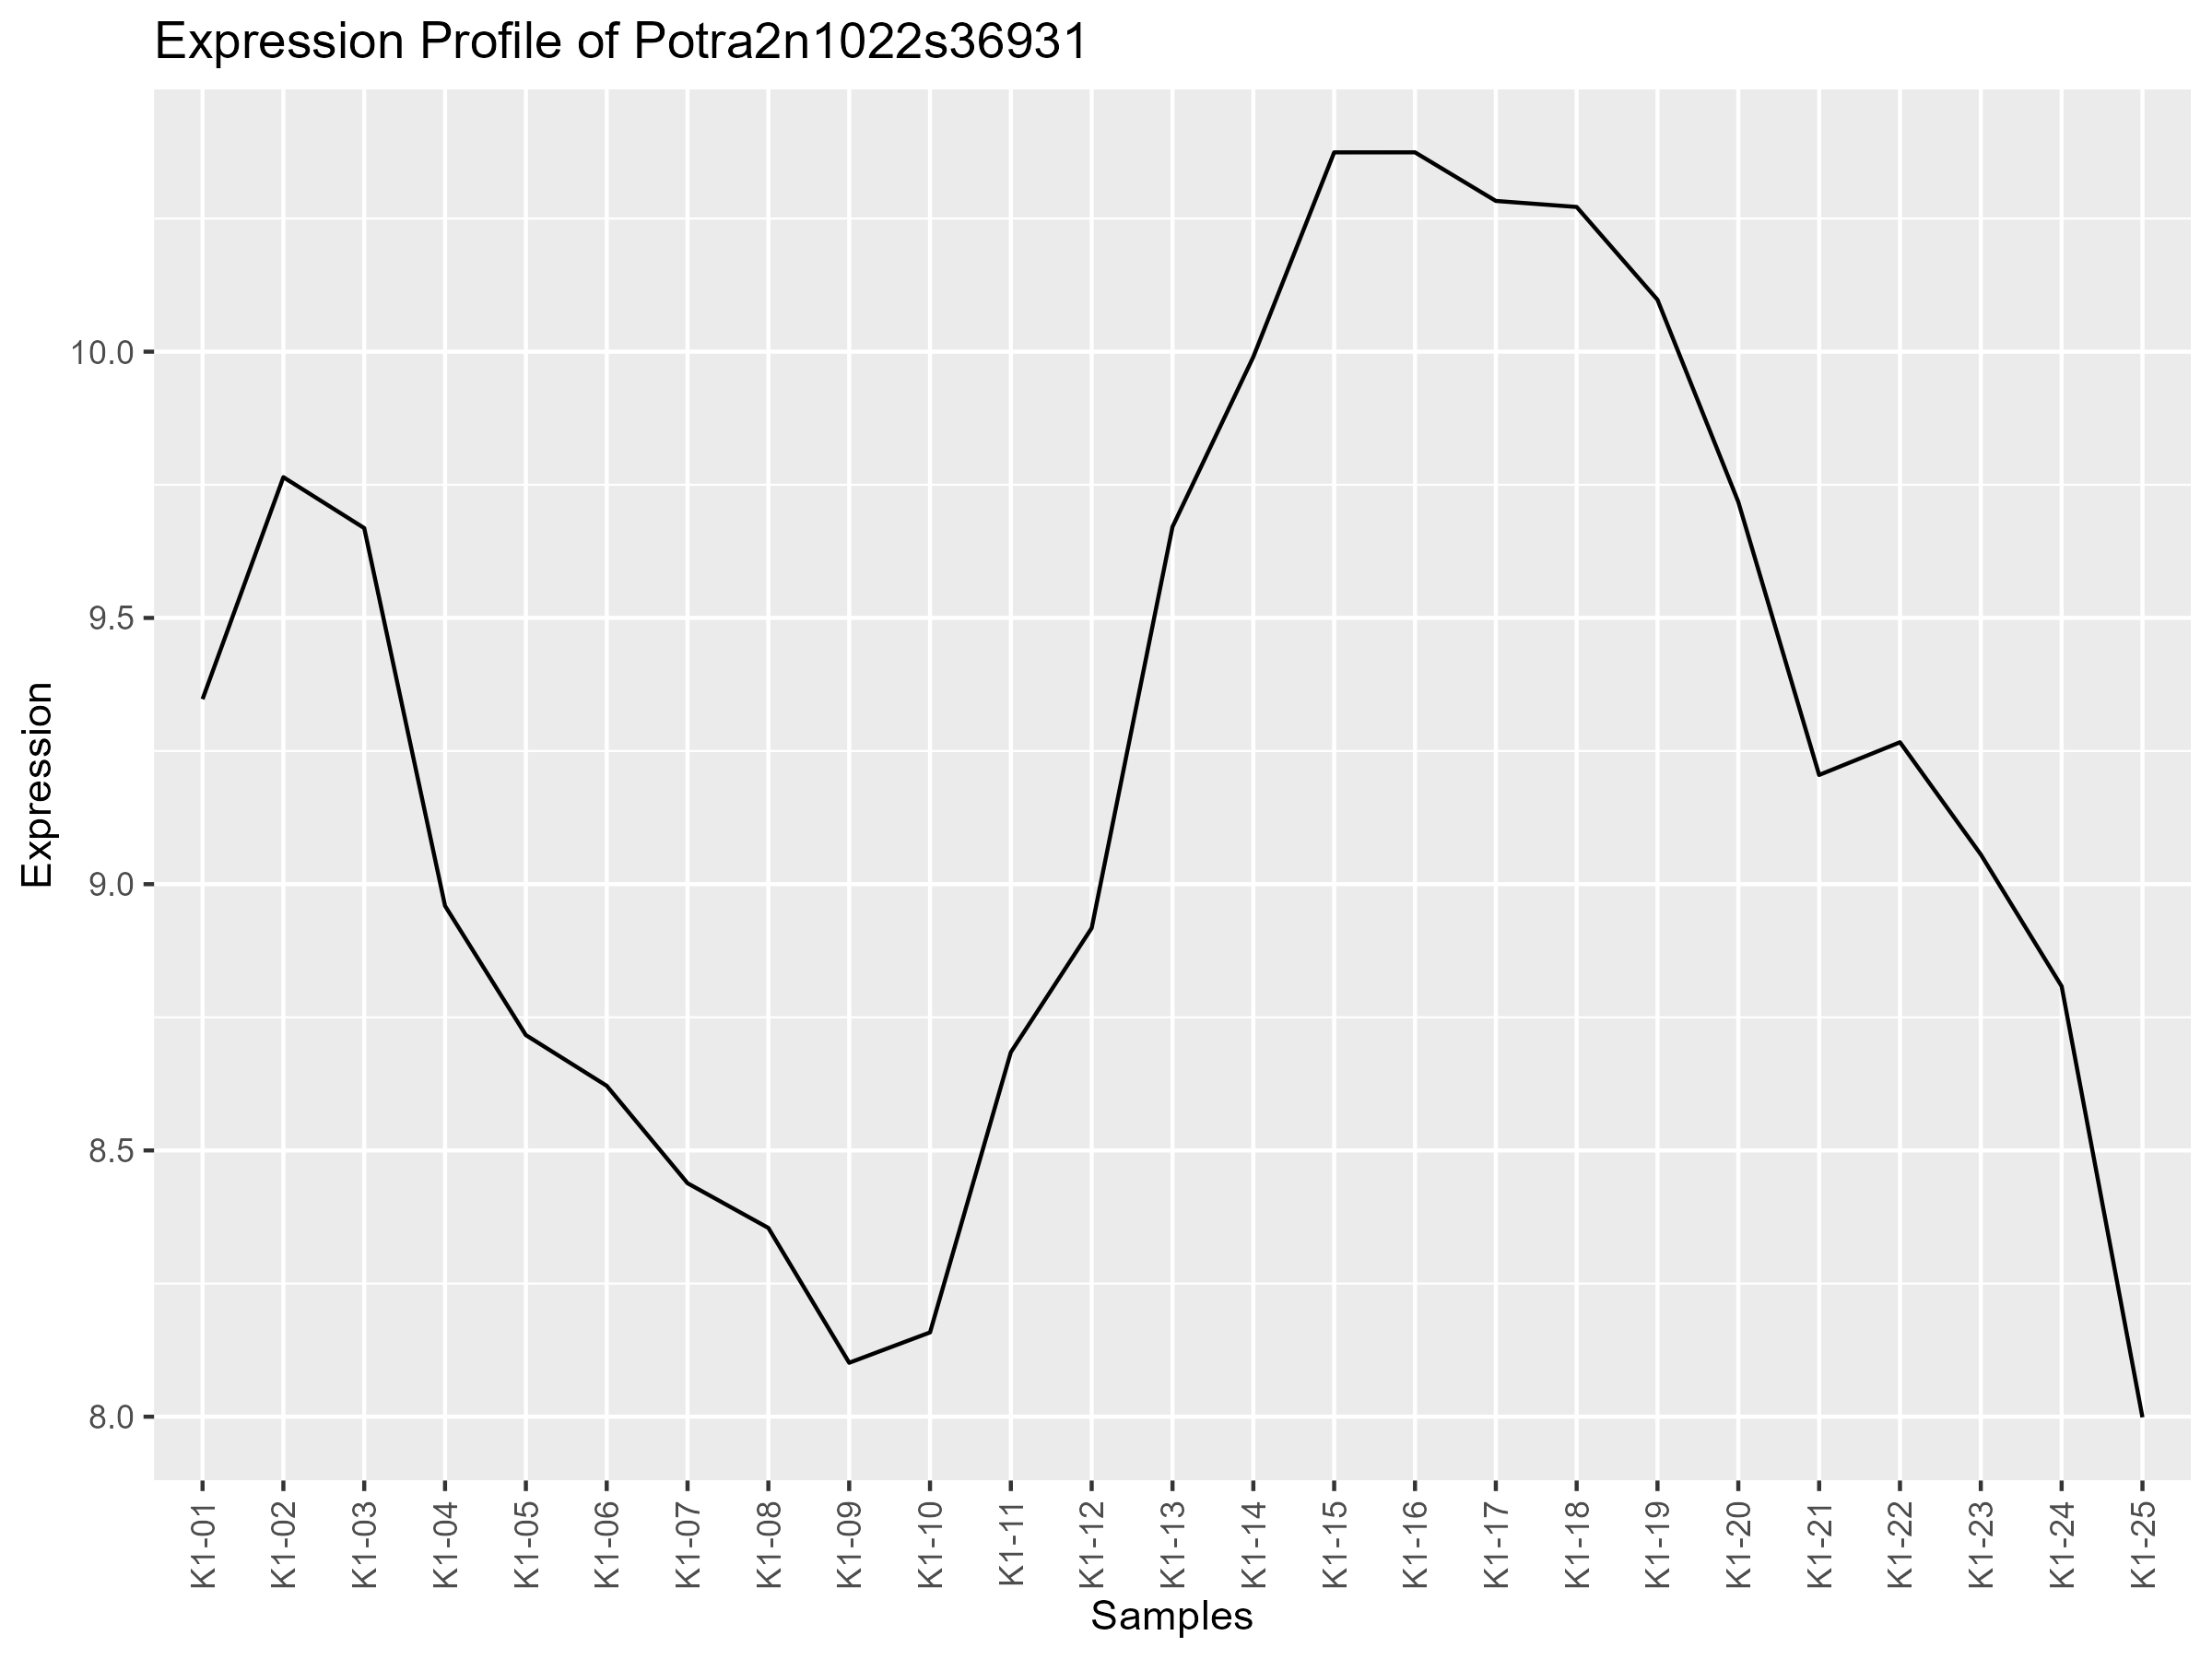 Expression Profile of Potra2n1022s36931
Expression
10.0
9.5
9.0
8.5
8.0
K1-01
K1-02
K1-03
K1-04
K1-05
K1-06
K1-07
K1-08
K1-09
K1-10
K1-11
K1-12
K1-13
K1-14
K1-15
K1-16
K1-17
K1-18
K1-19
K1-20
K1-21
K1-22
K1-23
K1-24
K1-25
Samples